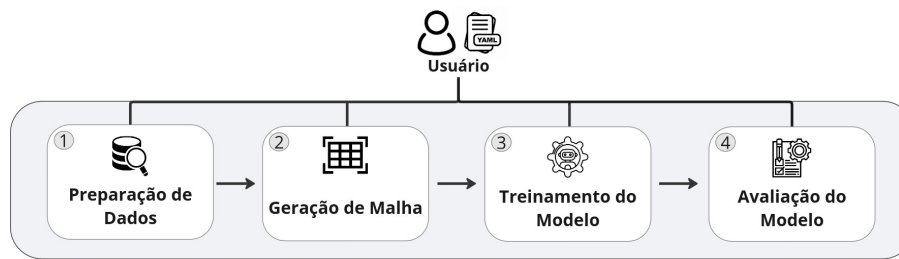 YAML
Usuário
1
Preparação de
Dados
2
Geração de Malha
3
Treinamento do
Modelo
4
Avaliação do
Modelo